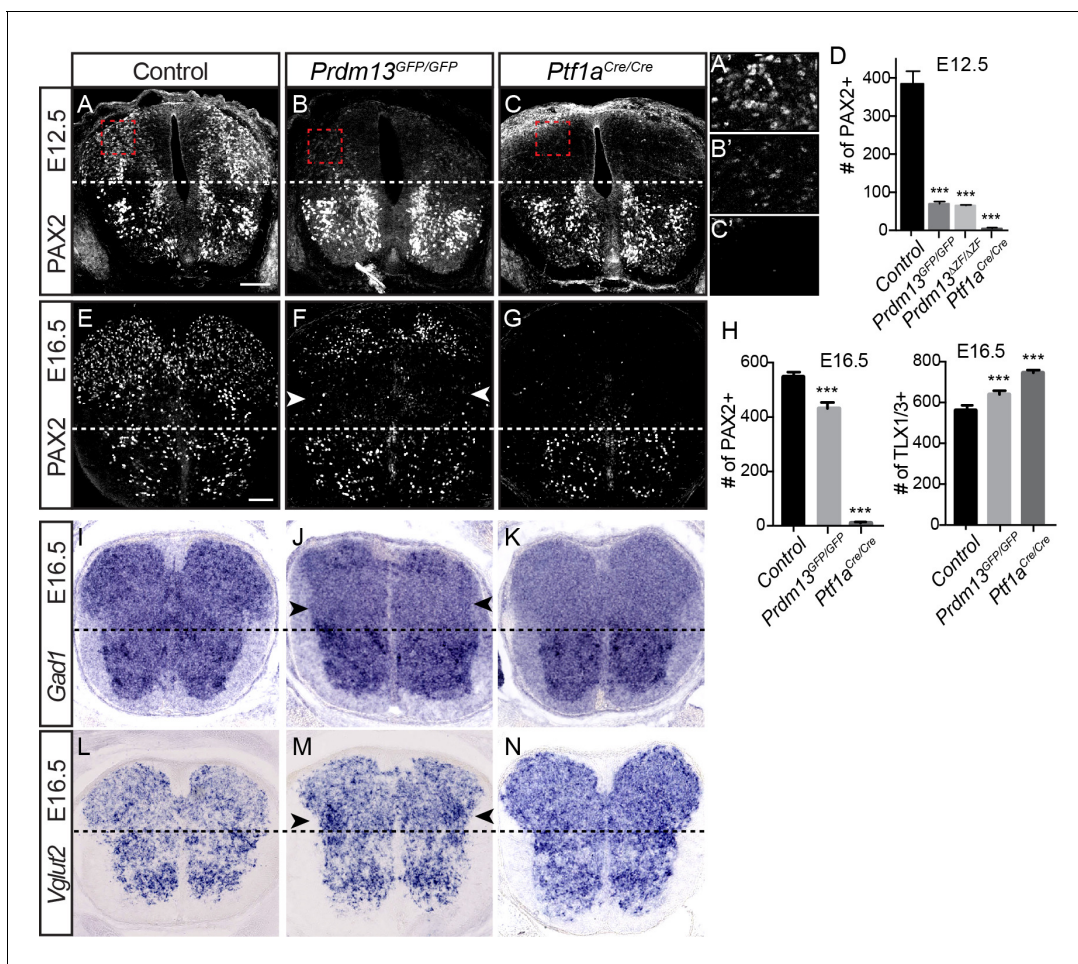 Control
Prdm13GFP/GFP
Ptf1aCre/Cre
E12.5
PAX2
A
B
C
A'
B'
C'
D
E12.5
# of PAX2+
400
300
200
100
0
***
***
***
Control
Prdm13GFP/GFP
Prdm13ΔZF/ΔZF
Ptf1aCre/Cre
E16.5
PAX2
E
F
G
H
E16.5
# of PAX2+
600
400
200
0
***
***
Control
Prdm13GFP/GFP
Ptf1aCre/Cre
E16.5
# of TLX1/3+
800
600
400
200
0
***
***
Control
Prdm13GFP/GFP
Ptf1aCre/Cre
E16.5
Gad1
I
J
K
E16.5
Vglut2
L
M
N